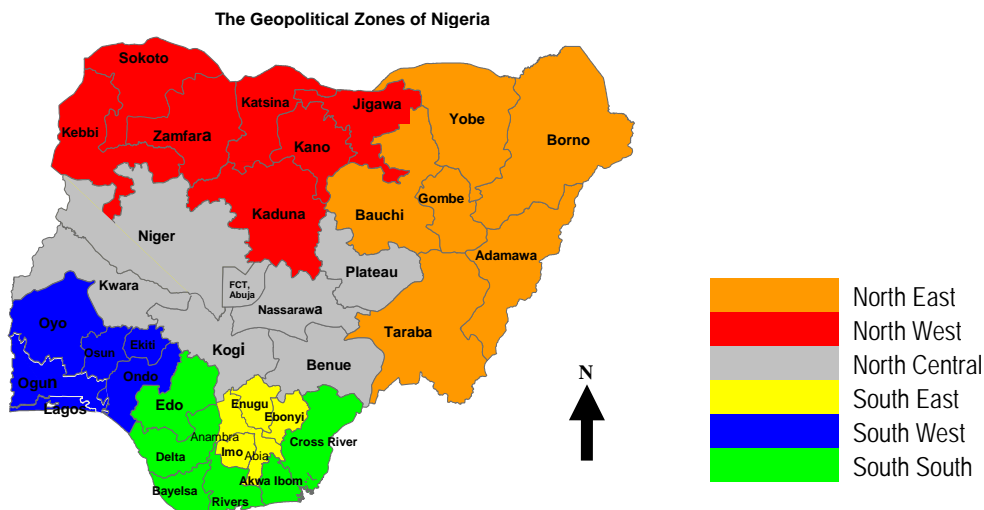 The Geopolitical Zones of Nigeria
Sokoto
Katsina
Jigawa
Kebbi
Zamfara
Kano
Yobe
Borno
Kaduna
Bauchi
Gombe
Niger
Adamawa
Plateau
Kwara
FCT,
Abuja
Nassarawa
Taraba
Oyo
Osun
Ekiti
Kogi
Benue
Ogun
Ondo
Lagos
Edo
Enugu
Ebonyi
Anambra
Cross River
Imo
Abia
Delta
Akwa Ibom
Bayelsa
Rivers
N
North East
North West
North Central
South East
South West
South South